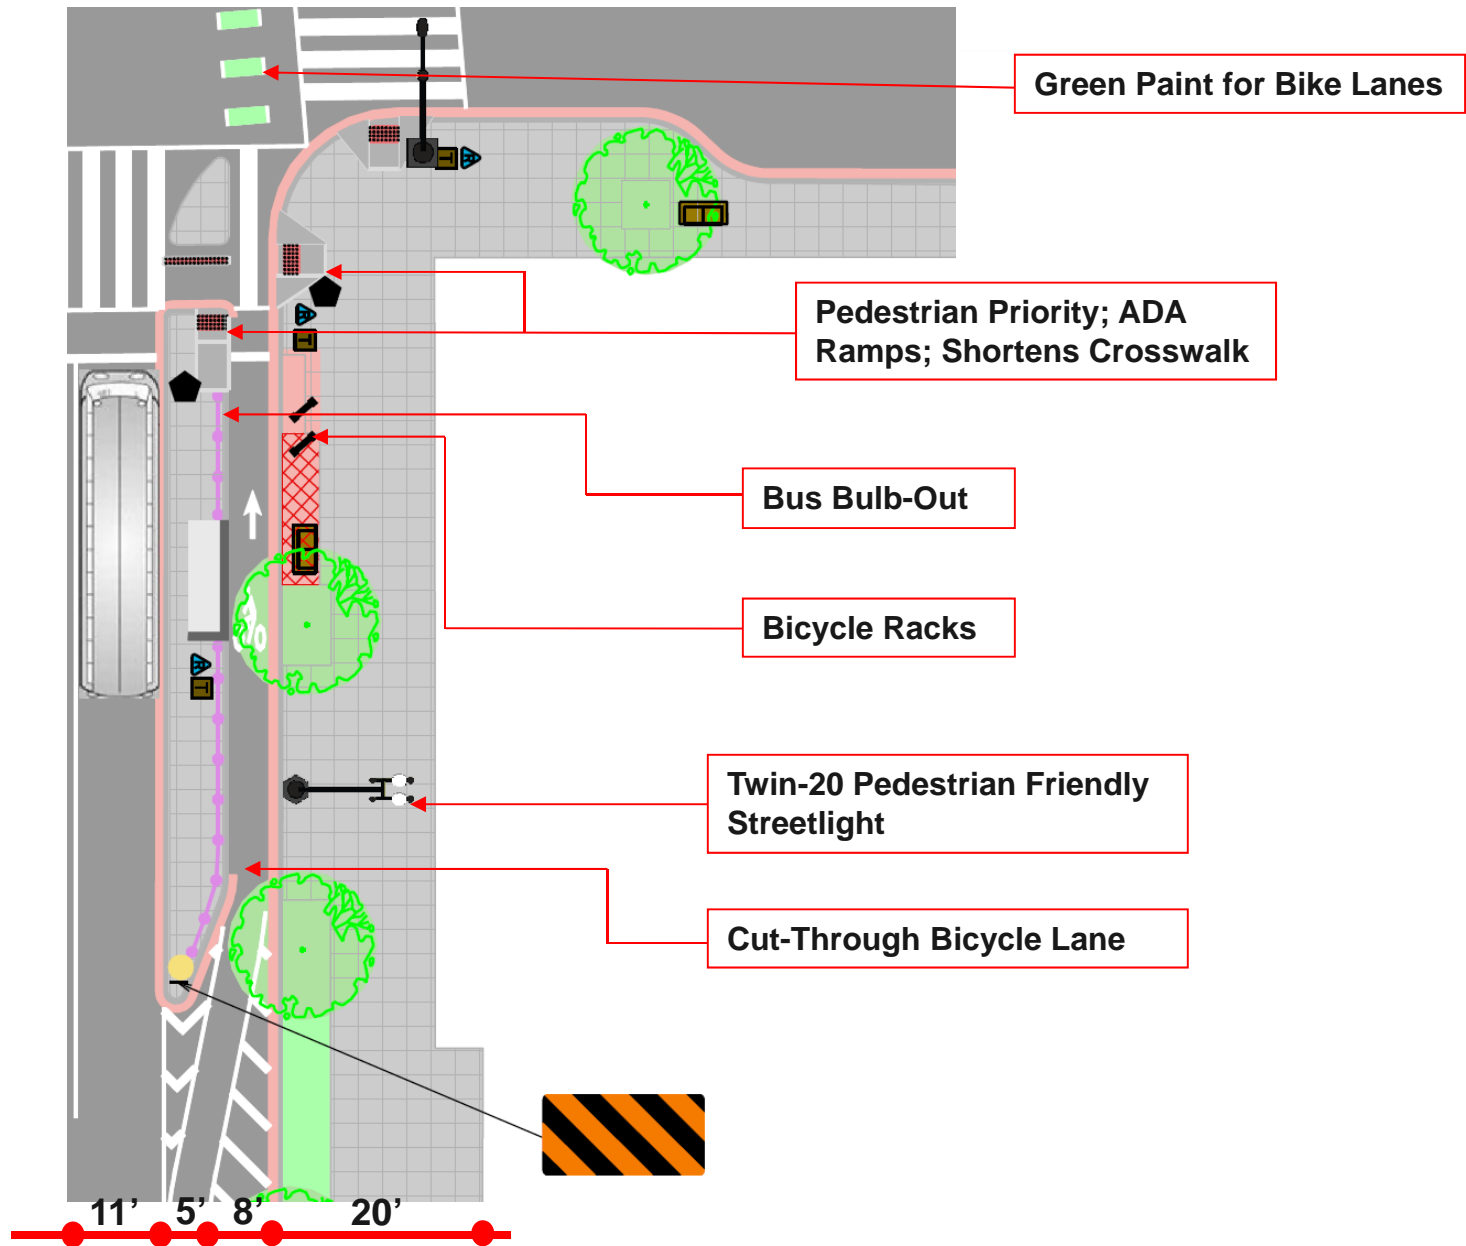 Green Paint for Bike Lanes
Pedestrian Priority; ADA
Ramps; Shortens Crosswalk
Bus Bulb-Out
Bicycle Racks
Twin-20 Pedestrian Friendly
Streetlight
Cut-Through Bicycle Lane
11’ 5’ 8’ 20’